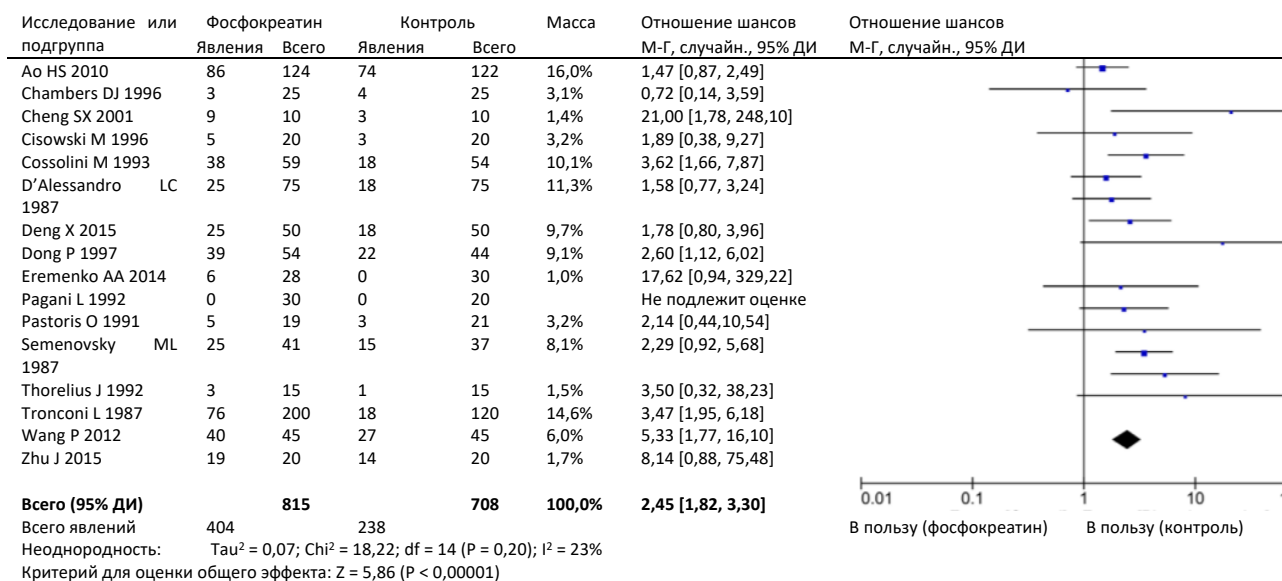 Исследование или Фосфокреатин Контроль Масса Отношение шансов Отношение шансов
подгруппа Явления Всего Явления Всего М-Г, случайн., 95% ДИ М-Г, случайн., 95% ДИ
Ao HS 2010 86 124 74 122 16,0% 1,47 [0,87, 2,49]
Chambers DJ 1996 3 25 4 25 3,1% 0,72 [0,14, 3,59]
Cheng SX 2001 9 10 3 10 1,4% 21,00 [1,78, 248,10]
Cisowski M 1996 5 20 3 20 3,2% 1,89 [0,38, 9,27]
Cossolini M 1993 38 59 18 54 10,1% 3,62 [1,66, 7,87]
D’Alessandro LC 25 75 18 75 11,3% 1,58 [0,77, 3,24]
1987
Deng X 2015 25 50 18 50 9,7% 1,78 [0,80, 3,96]
Dong P 1997 39 54 22 44 9,1% 2,60 [1,12, 6,02]
Eremenko AA 2014 6 28 0 30 1,0% 17,62 [0,94, 329,22]
Pagani L 1992 0 30 0 20 Не подлежит оценке
Pastoris O 1991 5 19 3 21 3,2% 2,14 [0,44,10,54]
Semenovsky ML 25 41 15 37 8,1% 2,29 [0,92, 5,68]
1987
Thorelius J 1992 3 15 1 15 1,5% 3,50 [0,32, 38,23]
Tronconi L 1987 76 200 18 120 14,6% 3,47 [1,95, 6,18]
Wang P 2012 40 45 27 45 6,0% 5,33 [1,77, 16,10]
Zhu J 2015 19 20 14 20 1,7% 8,14 [0,88, 75,48]
Всего (95% ДИ) 815 708 100,0% 2,45 [1,82, 3,30]
0.01 0.1 1 10
Всего явлений 404 238
В пользу (фосфокреатин) В пользу (контроль)
Неоднородность: Tau² = 0,07; Chi² = 18,22; df = 14 (P = 0,20); I² = 23%
Критерий для оценки общего эффекта: Z = 5,86 (P < 0,00001)